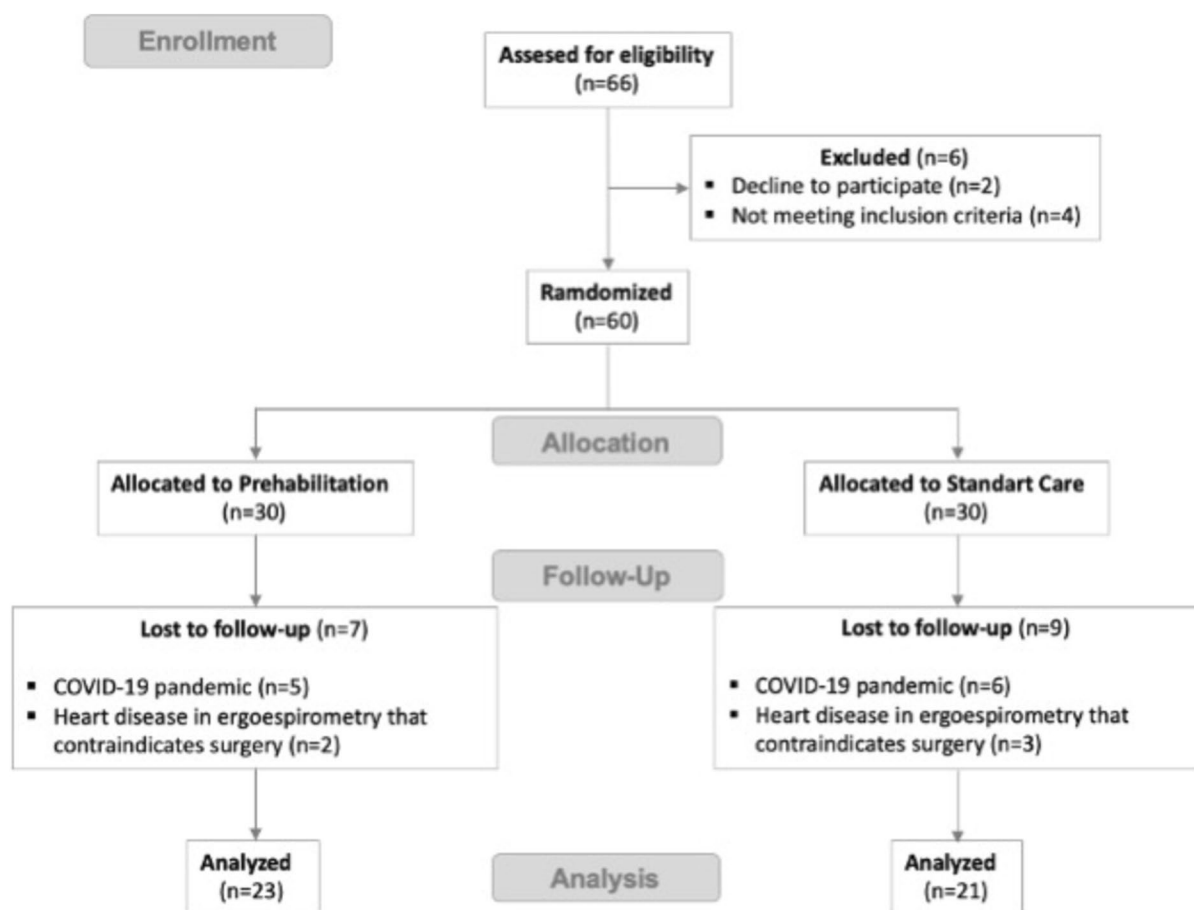 Enrollment
Assesed for eligibility
(n=66)
Excluded (n=6)
▪ Decline to participate (n=2)
▪ Not meeting inclusion criteria (n=4)
Ramdomized
(n=60)
Allocation
Allocated to Prehabilitation
(n=30)
Allocated to Standart Care
(n=30)
Follow-Up
Lost to follow-up (n=7)
▪ COVID-19 pandemic (n=5)
▪ Heart disease in ergoespirometry that
contraindicates surgery (n=2)
Lost to follow-up (n=9)
▪ COVID-19 pandemic (n=6)
▪ Heart disease in ergoespirometry that
contraindicates surgery (n=3)
Analyzed
(n=23)
Analysis
Analyzed
(n=21)